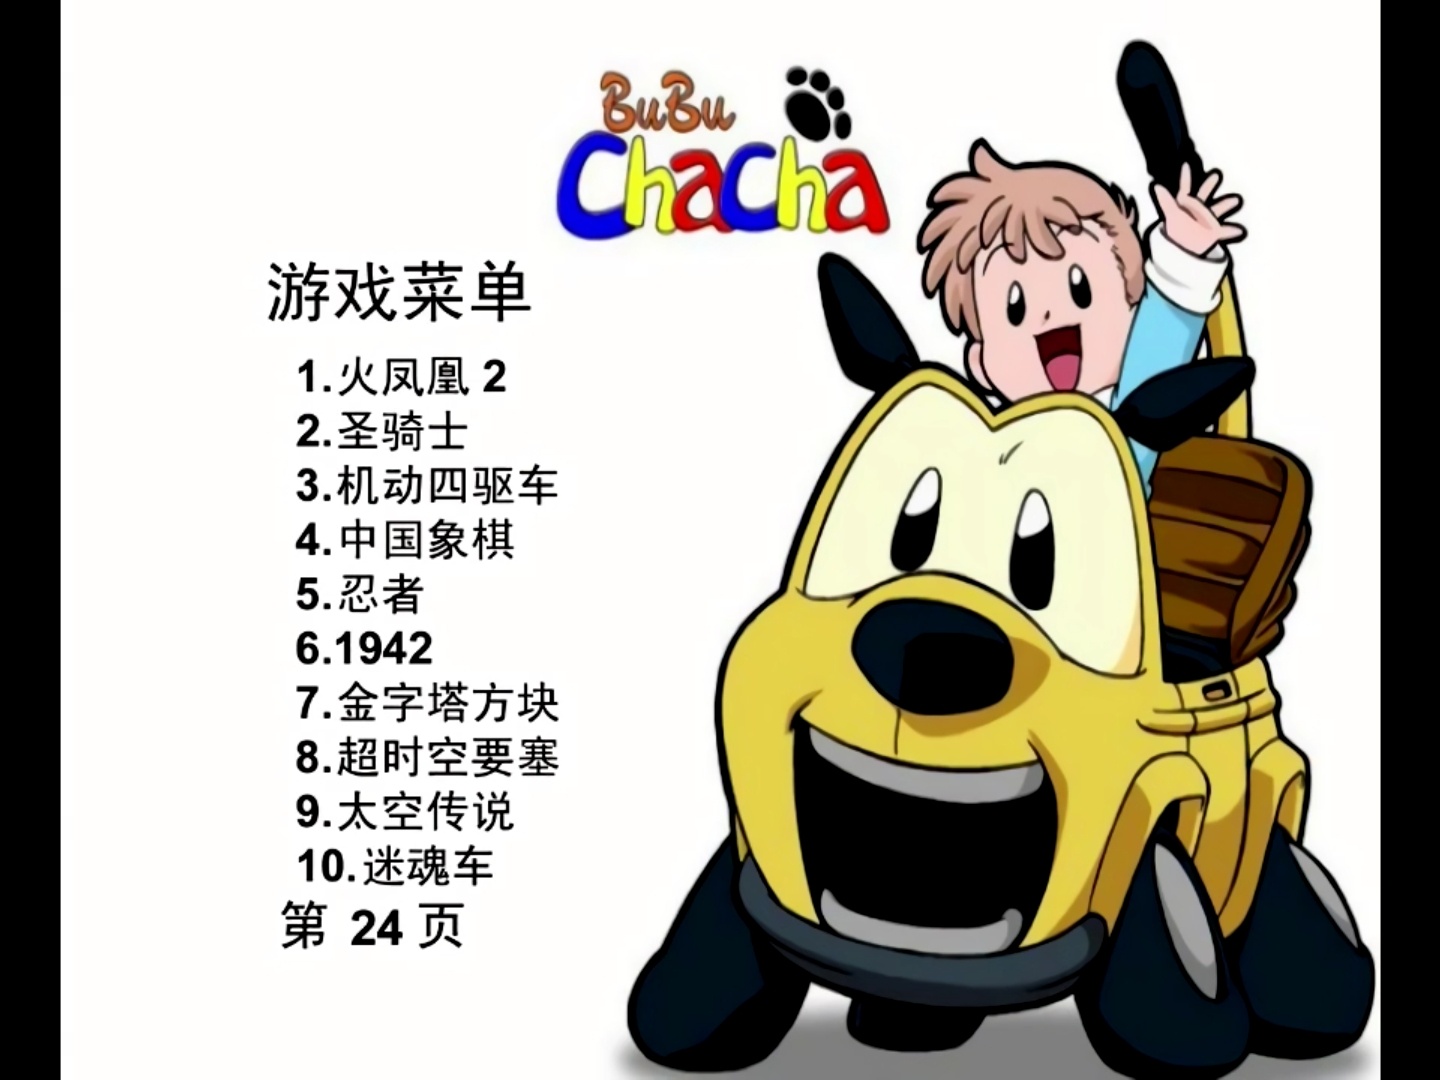 BuBu
ChaCha
游戏菜单
1.火凤凰 2
2.圣骑士
3.机动四驱车
4.中国象棋
5.忍者
6.1942
7.金字塔方块
8.超时空要塞
9.太空传说
10.迷魂车
第 24 页